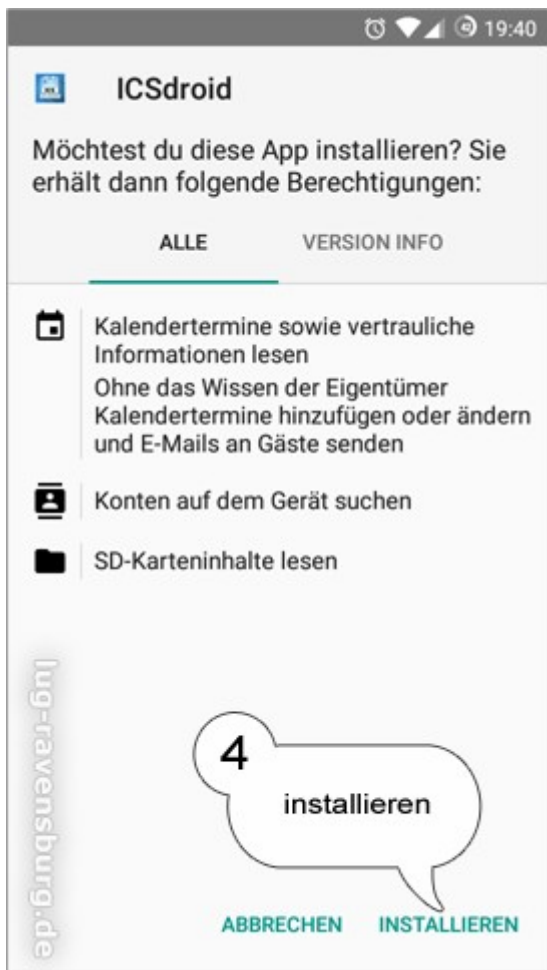 19:40
ICSdroid
Möchtest du diese App installieren? Sie
erhält dann folgende Berechtigungen:
ALLE
VERSION INFO
Kalendertermine sowie vertrauliche
Informationen lesen
Ohne das Wissen der Eigentümer
Kalendertermine hinzufügen oder ändern
und E-Mails an Gäste senden
Konten auf dem Gerät suchen
SD-Karteninhalte lesen
4
installieren
ABBRECHEN
INSTALLIEREN
lug-ravensburg.de